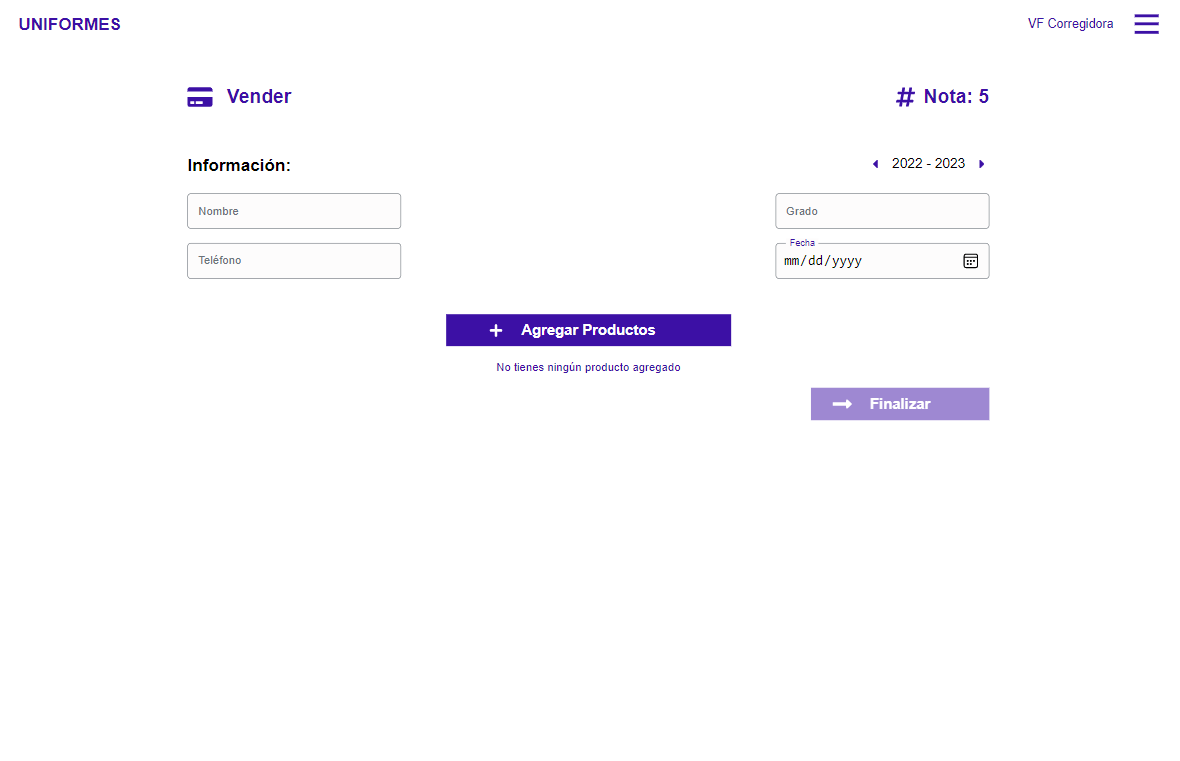 UNIFORMES
VF Corregidora
Vender
# Nota: 5
Información:
2022 - 2023
Nombre
Grado
Teléfono
Fecha
mm/dd/yyyy
+ Agregar Productos
No tienes ningún producto agregado
Finalizar